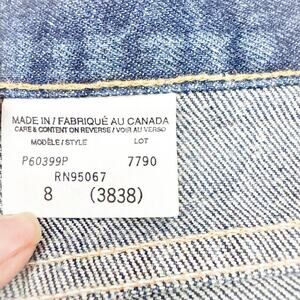 MADE IN / FABRIQUÉ AU CANADA
CARE & CONTENT ON REVERSE / VOIR AU VERSO
MODÈLE / STYLE LOT
P60399P 7790
RN95067
8 (3838)